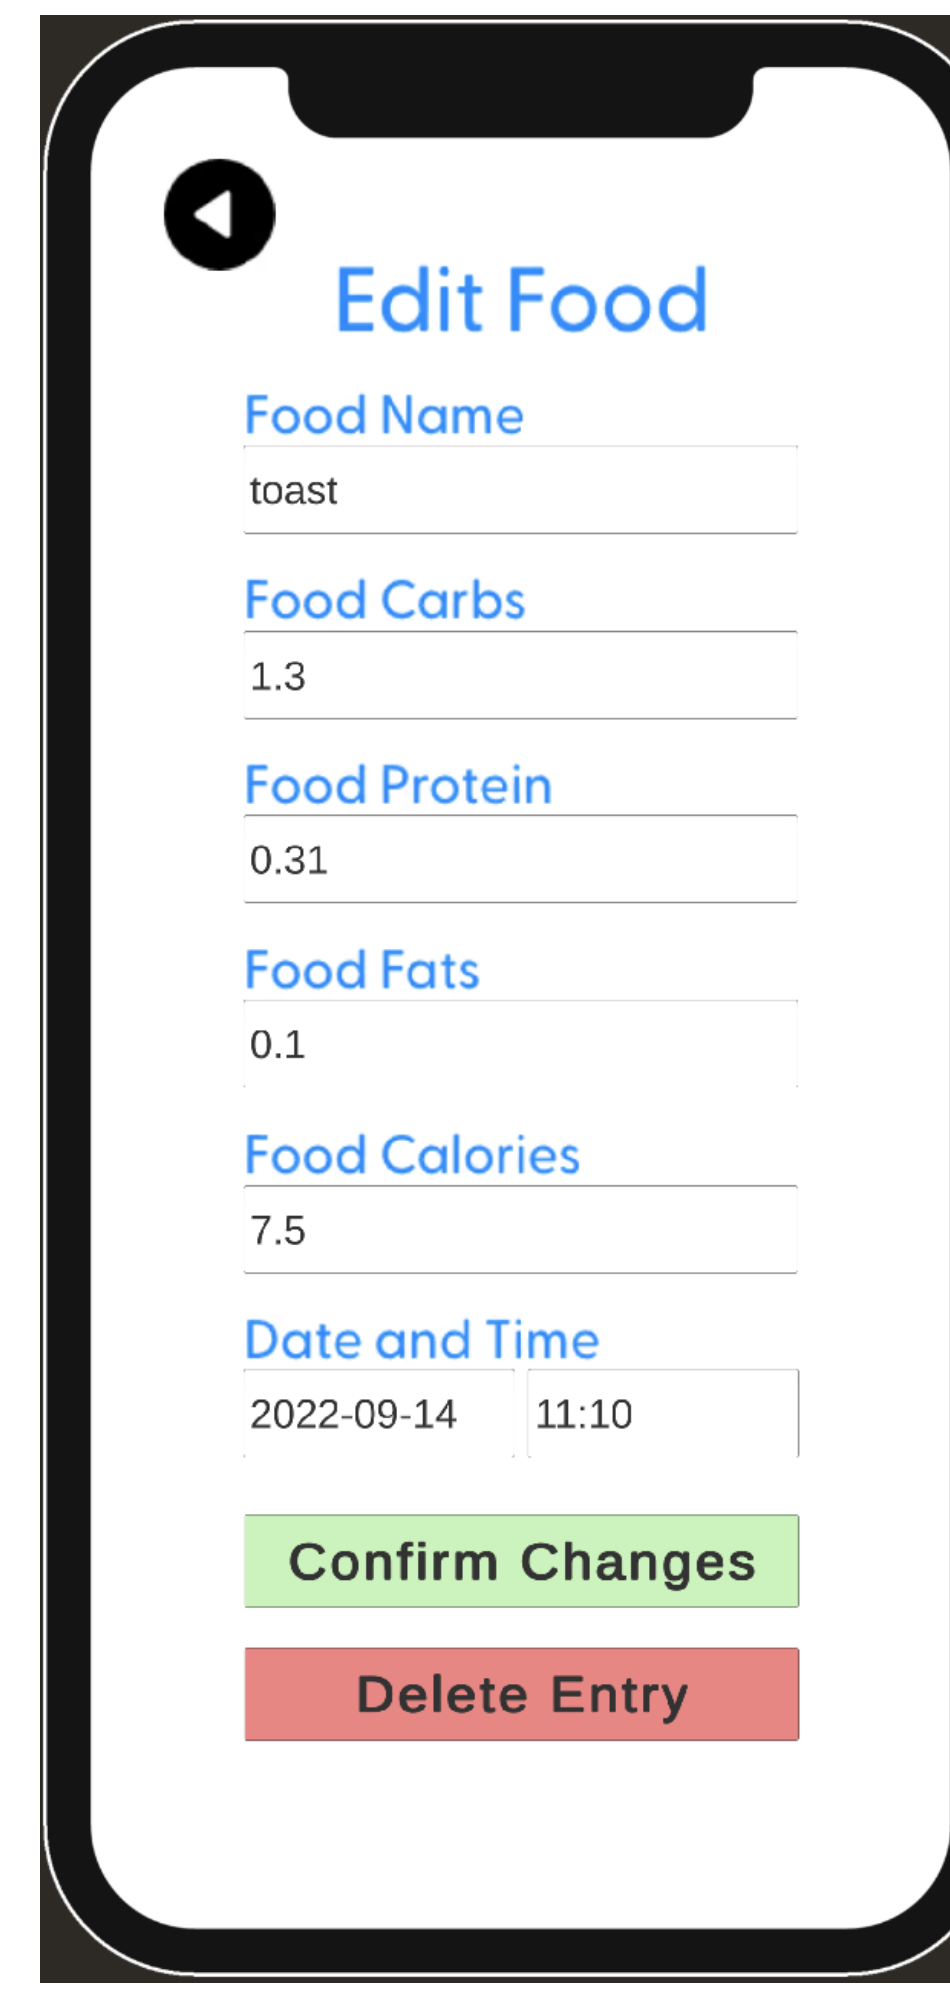 Edit Food
Food Name
toast
Food Carbs
1.3
Food Protein
0.31
Food Fats
0.1
Food Calories
7.5
Date and Time
2022-09-14 11:10
Confirm Changes
Delete Entry